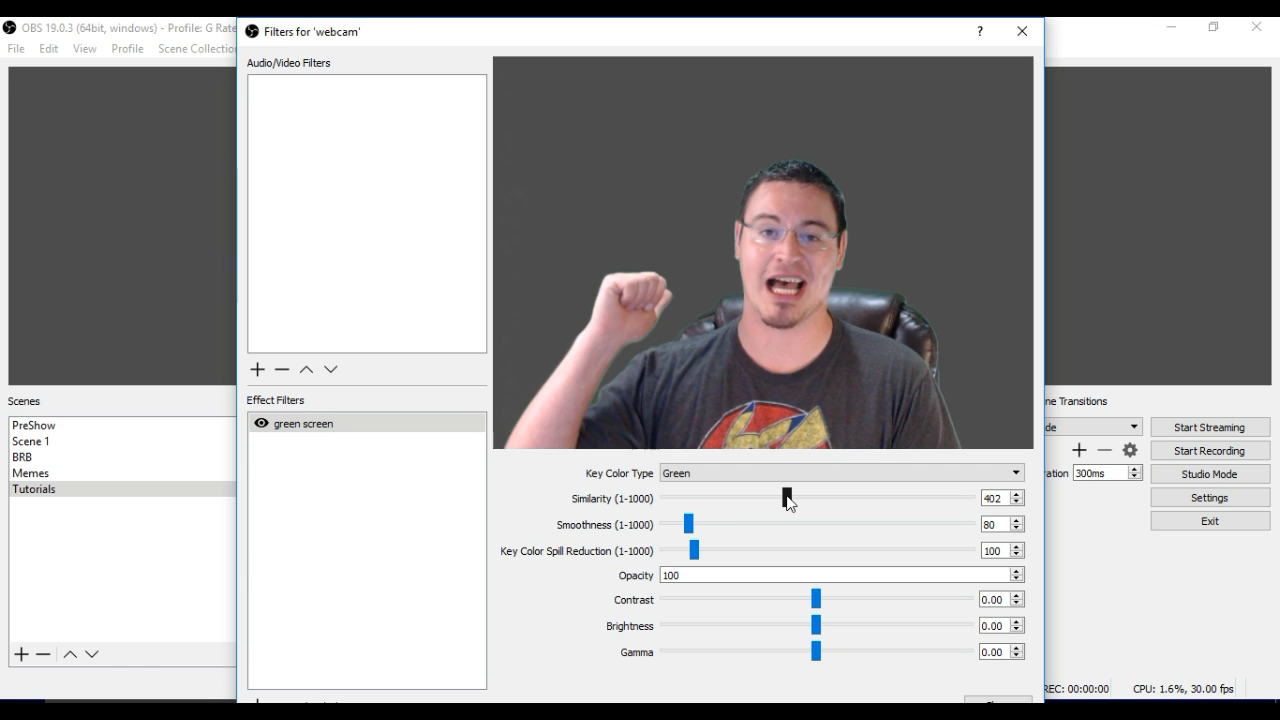 OBS 19.0.3 (64bit, windows) - Profile: G Rate
File Edit View Profile Scene Collection
Filters for 'webcam'
?
Audio/Video Filters
Effect Filters
green screen
Key Color Type Green
Similarity (1-1000) 402
Smoothness (1-1000) 80
Key Color Spill Reduction (1-1000) 100
Opacity 100
Contrast 0.00
Brightness 0.00
Gamma 0.00
Scenes
PreShow
Scene 1
BRB
Memes
Tutorials
ne Transitions
de
ation 300ms
Start Streaming
Start Recording
Studio Mode
Settings
Exit
REC: 00:00:00 CPU: 1.6%, 30.00 fps